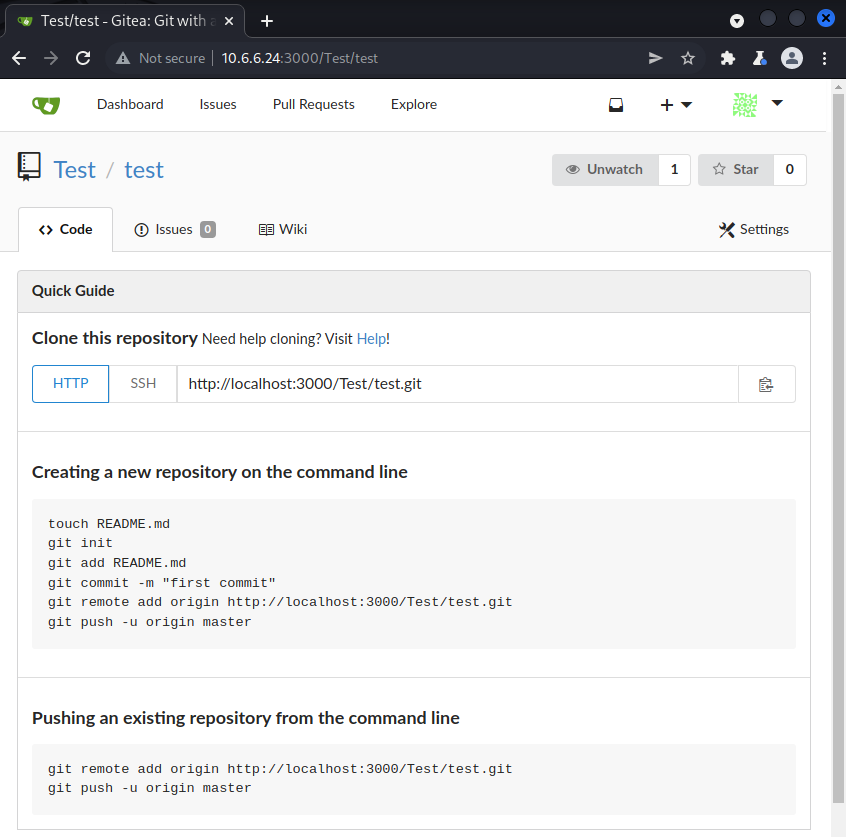 Test/test - Gitea: Git with a
Not secure | 10.6.6.24:3000/Test/test
Dashboard Issues Pull Requests Explore
Test / test
Unwatch 1 Star 0
Code Issues 0 Wiki Settings
Quick Guide
Clone this repository Need help cloning? Visit Help!
HTTP SSH http://localhost:3000/Test/test.git
Creating a new repository on the command line
touch README.md
git init
git add README.md
git commit -m "first commit"
git remote add origin http://localhost:3000/Test/test.git
git push -u origin master
Pushing an existing repository from the command line
git remote add origin http://localhost:3000/Test/test.git
git push -u origin master